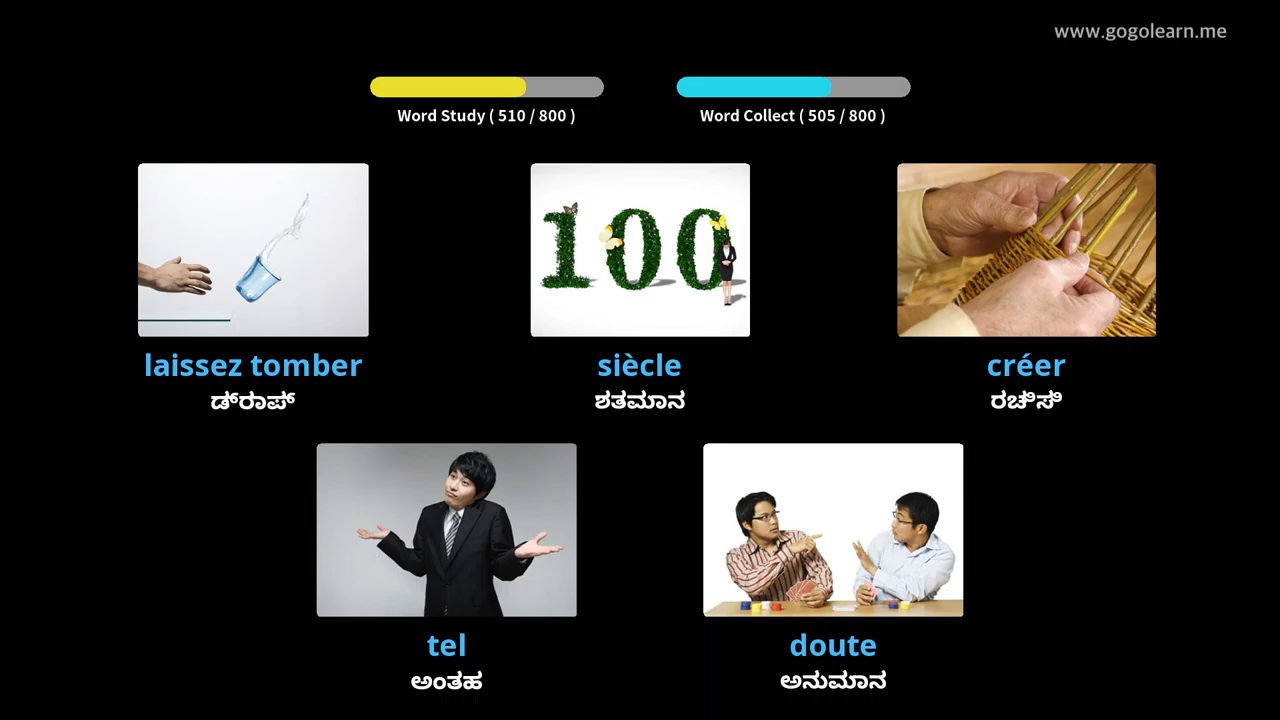 www.gogolearn.me
Word Study ( 510 / 800 )
Word Collect ( 505 / 800 )
100
laissez tomber
ಡ್ರಾಪ್
siècle
ಶತಮಾನ
créer
ರಚಿಸಿ
tel
ಅಂತಹ
doute
ಅನುಮಾನ